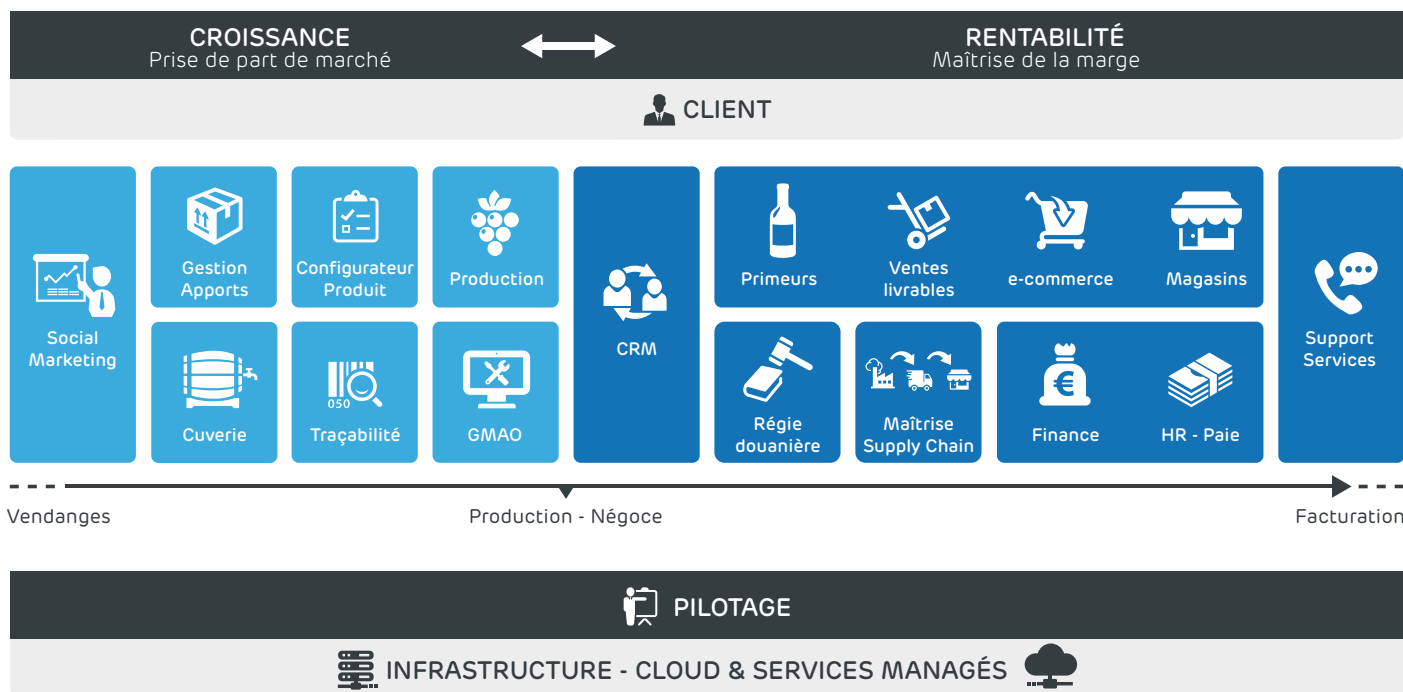 CROISSANCE
Prise de part de marché
RENTABILITÉ
Maîtrise de la marge
CLIENT
Social
Marketing
Gestion
Apports
Configurateur
Produit
Production
Cuverie
050
Traçabilité
GMAO
CRM
Primeurs
Ventes
livrables
e-commerce
Magasins
Régie
douanière
Maîtrise
Supply Chain
€
Finance
HR - Paie
Support
Services
Vendanges
Production - Négoce
Facturation
PILOTAGE
INFRASTRUCTURE - CLOUD & SERVICES MANAGÉS